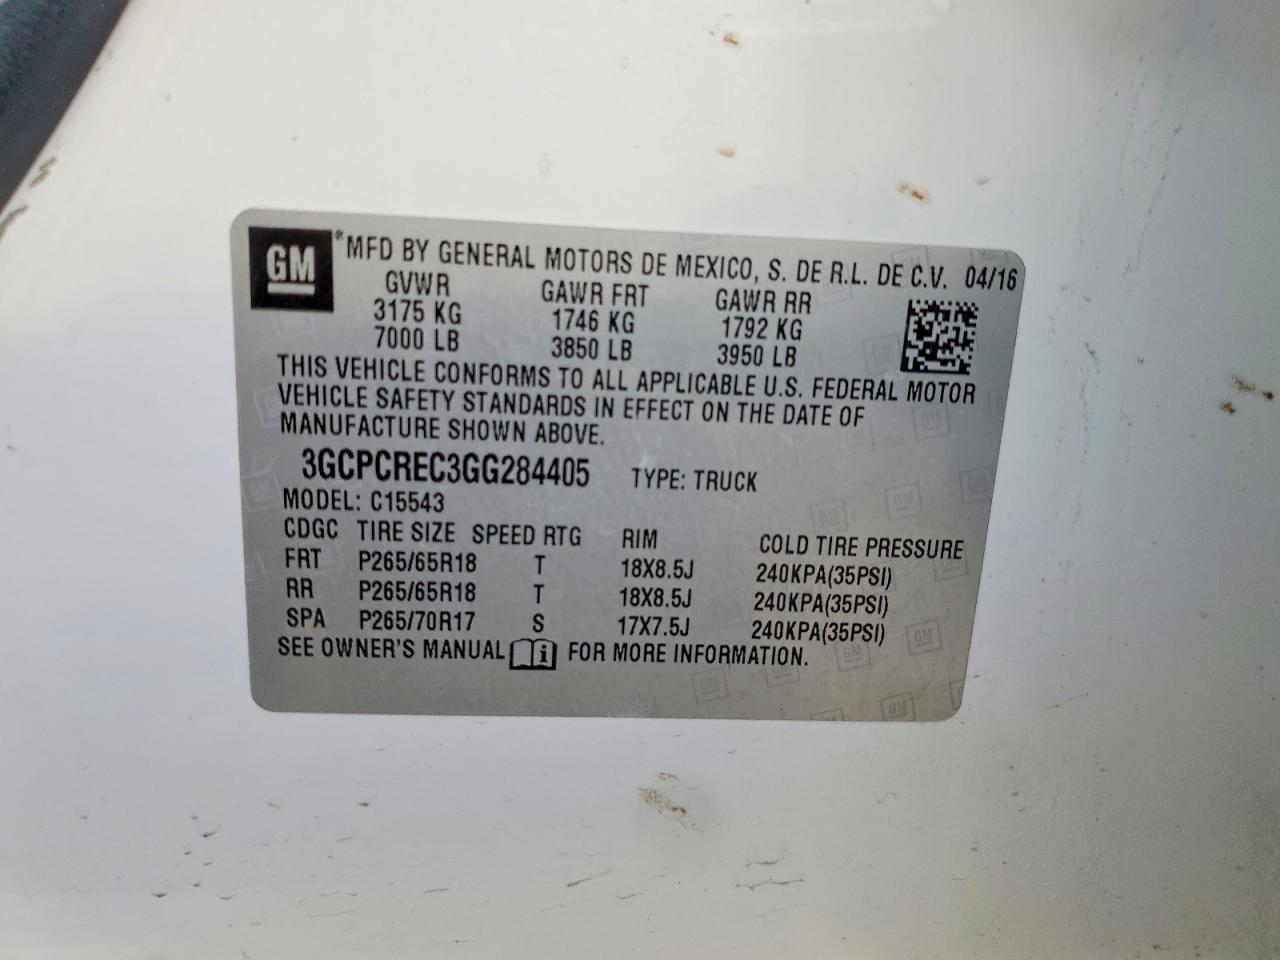 GM ® MFD BY GENERAL MOTORS DE MEXICO, S. DE R.L. DE C.V. 04/16
GVWR GAWR FRT GAWR RR
3175 KG 1746 KG 1792 KG
7000 LB 3850 LB 3950 LB
THIS VEHICLE CONFORMS TO ALL APPLICABLE U.S. FEDERAL MOTOR
VEHICLE SAFETY STANDARDS IN EFFECT ON THE DATE OF
MANUFACTURE SHOWN ABOVE.
3GCPCREC3GG284405 TYPE: TRUCK
MODEL: C15543
CDGC TIRE SIZE SPEED RTG RIM COLD TIRE PRESSURE
FRT P265/65R18 T 18X8.5J 240KPA(35PSI)
RR P265/65R18 T 18X8.5J 240KPA(35PSI)
SPA P265/70R17 S 17X7.5J 240KPA(35PSI)
SEE OWNER'S MANUAL i FOR MORE INFORMATION.